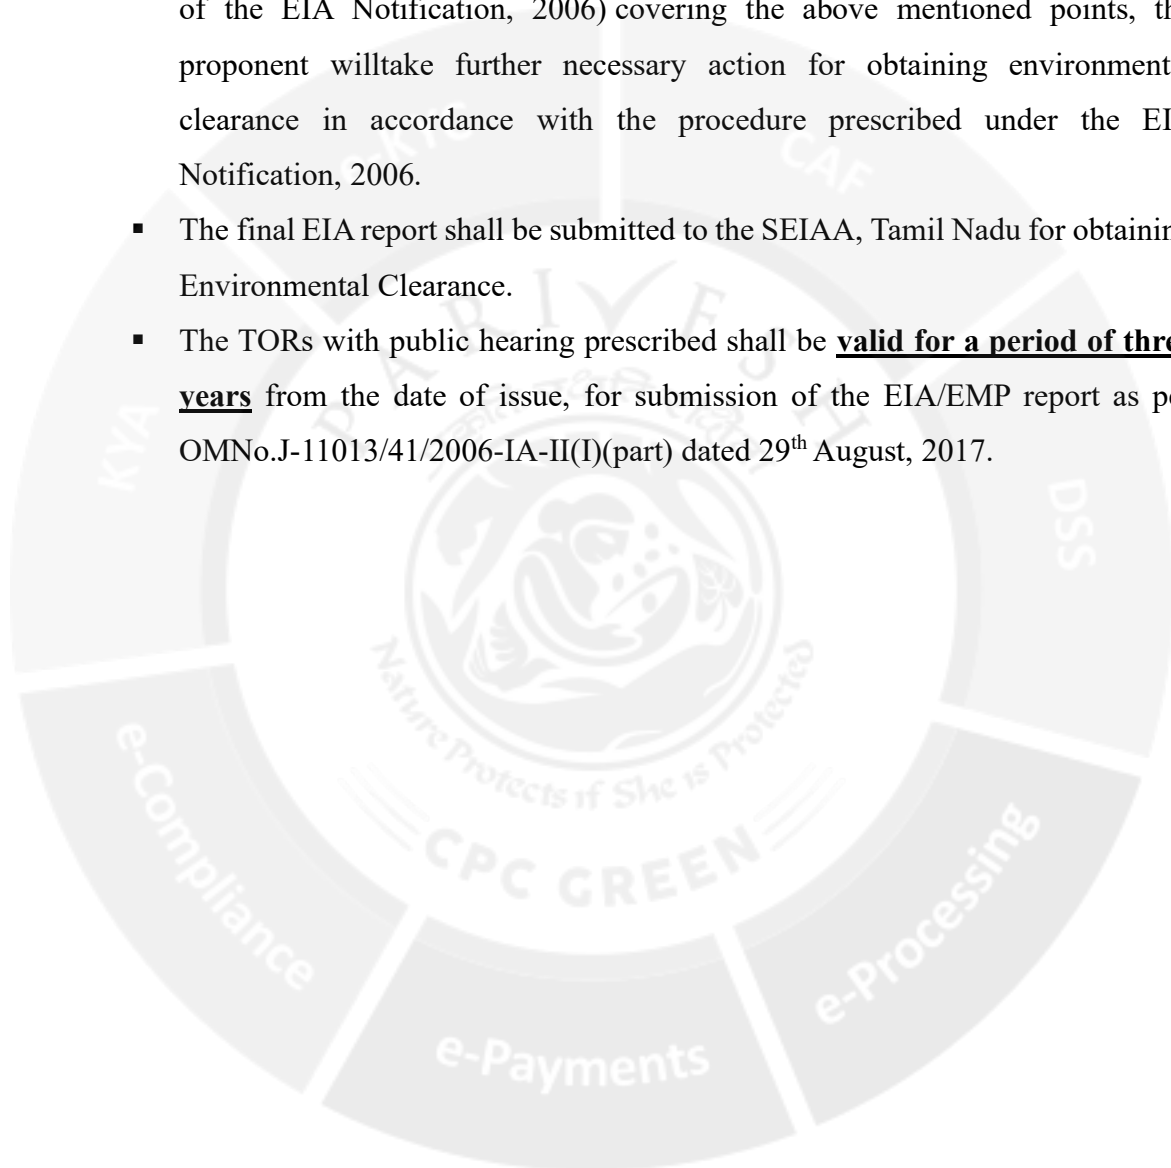 of the EIA Notification, 2006) covering the above mentioned points, th
proponent willtake further necessary action for obtaining environment
clearance in accordance with the procedure prescribed under the EI
Notification, 2006.
▪ The final EIA report shall be submitted to the SEIAA, Tamil Nadu for obtainin
Environmental Clearance.
▪ The TORs with public hearing prescribed shall be valid for a period of thre
years from the date of issue, for submission of the EIA/EMP report as pe
OMNo.J-11013/41/2006-IA-II(I)(part) dated 29th August, 2017.
e-KYC
CAF
PARIVESH
KYA
DSS
Nature Protects if She is Protected
CPC GREEN
e-Compliance
e-Processing
e-Payments